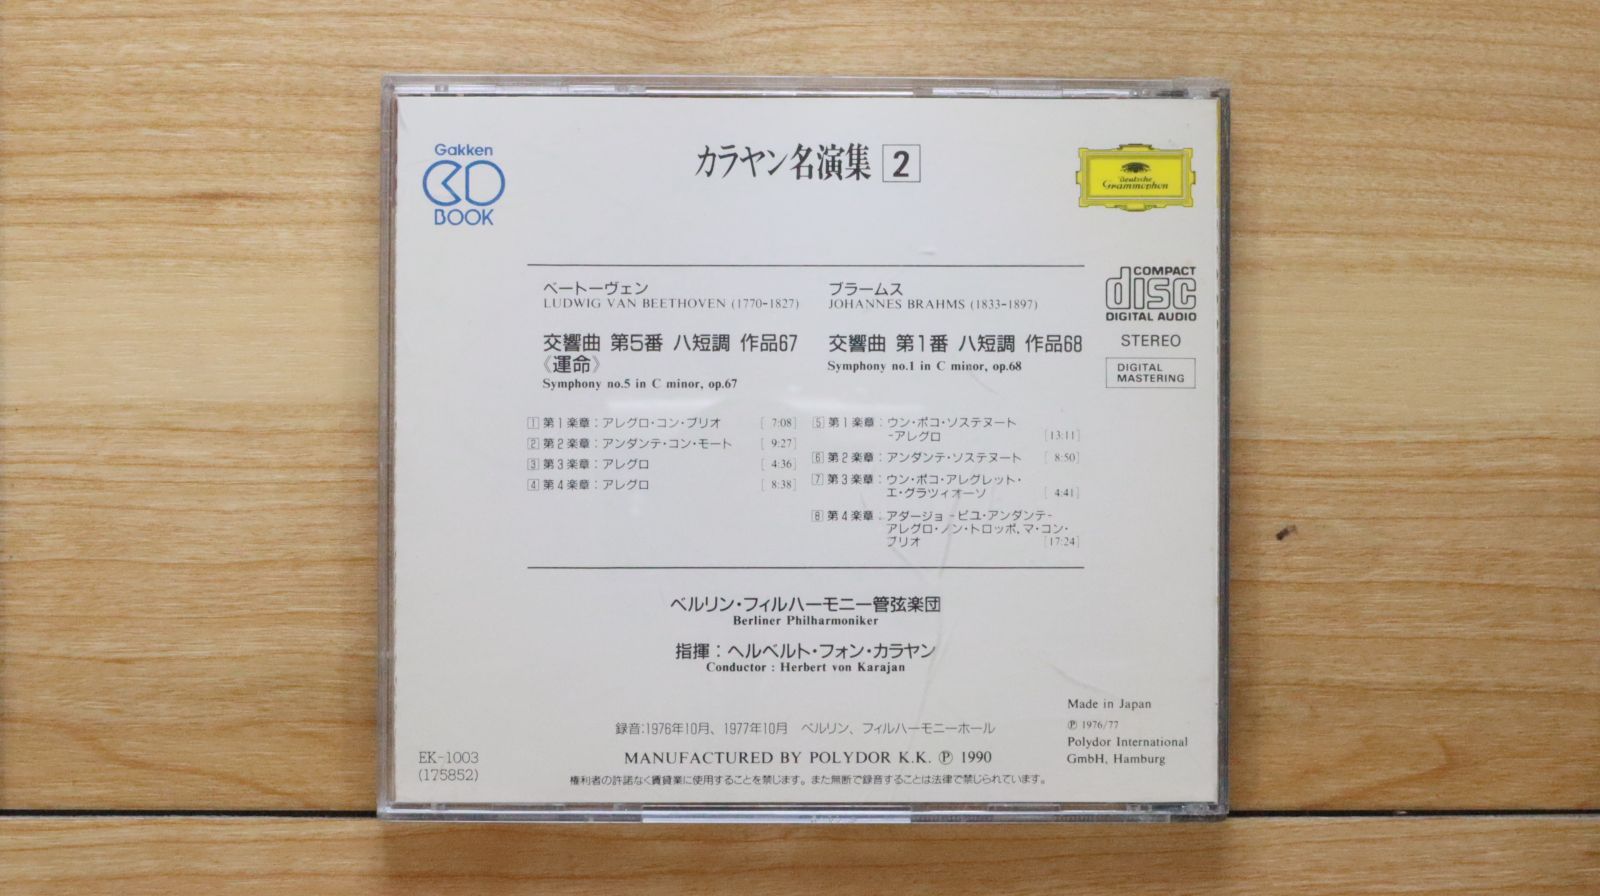 Gakken
CD
BOOK
カラヤン名演集 2
Deutsche
Grammophon
COMPACT
disc
DIGITAL AUDIO
STEREO
DIGITAL
MASTERING
ベートーヴェン
LUDWIG VAN BEETHOVEN (1770-1827)
交響曲 第5番 ハ短調 作品67
《運命》
Symphony no.5 in C minor, op.67
1 第1楽章：アレグロ・コン・ブリオ [ 7:08]
2 第2楽章：アンダンテ・コン・モート [ 9:27]
3 第3楽章：アレグロ [ 4:36]
4 第4楽章：アレグロ [ 8:38]
ブラームス
JOHANNES BRAHMS (1833-1897)
交響曲 第1番 ハ短調 作品68
Symphony no.1 in C minor, op.68
5 第1楽章：ウン・ポコ・ソステヌート
-アレグロ [13:11]
6 第2楽章：アンダンテ・ソステヌート [ 8:50]
7 第3楽章：ウン・ポコ・アレグレット・
エ・グラツィオーソ [ 4:41]
8 第4楽章：アダージョ-ピュ・アンダンテ-
アレグロ・ノン・トロッポ、マ・コン・
ブリオ [17:24]
ベルリン・フィルハーモニー管弦楽団
Berliner Philharmoniker
指揮：ヘルベルト・フォン・カラヤン
Conductor : Herbert von Karajan
録音:1976年10月、1977年10月 ベルリン、フィルハーモニーホール
MANUFACTURED BY POLYDOR K.K. Ⓟ 1990
権利者の許諾なく賃貸業に使用することを禁じます。また無断で録音することは法律で禁じられています。
EK-1003
(175852)
Made in Japan
Ⓟ 1976/77
Polydor International
GmbH, Hamburg